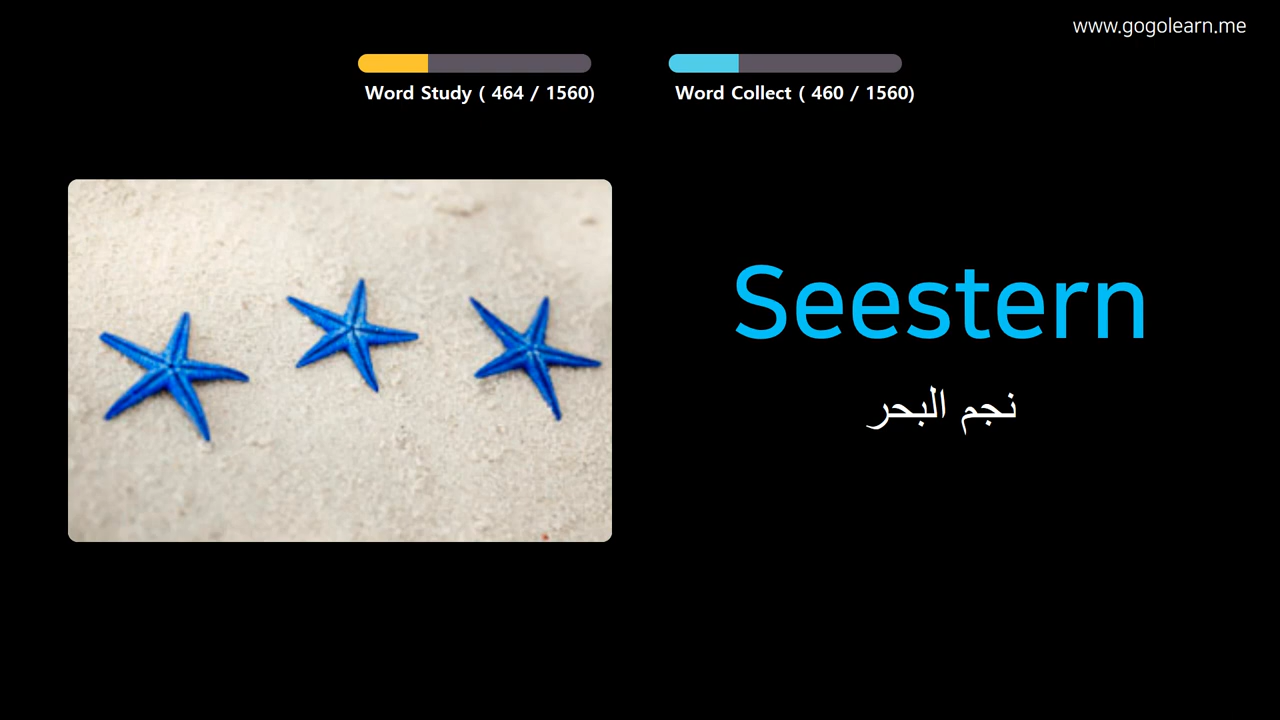 www.gogolearn.me
Word Study ( 464 / 1560)
Word Collect ( 460 / 1560)
Seestern
نجم البحر